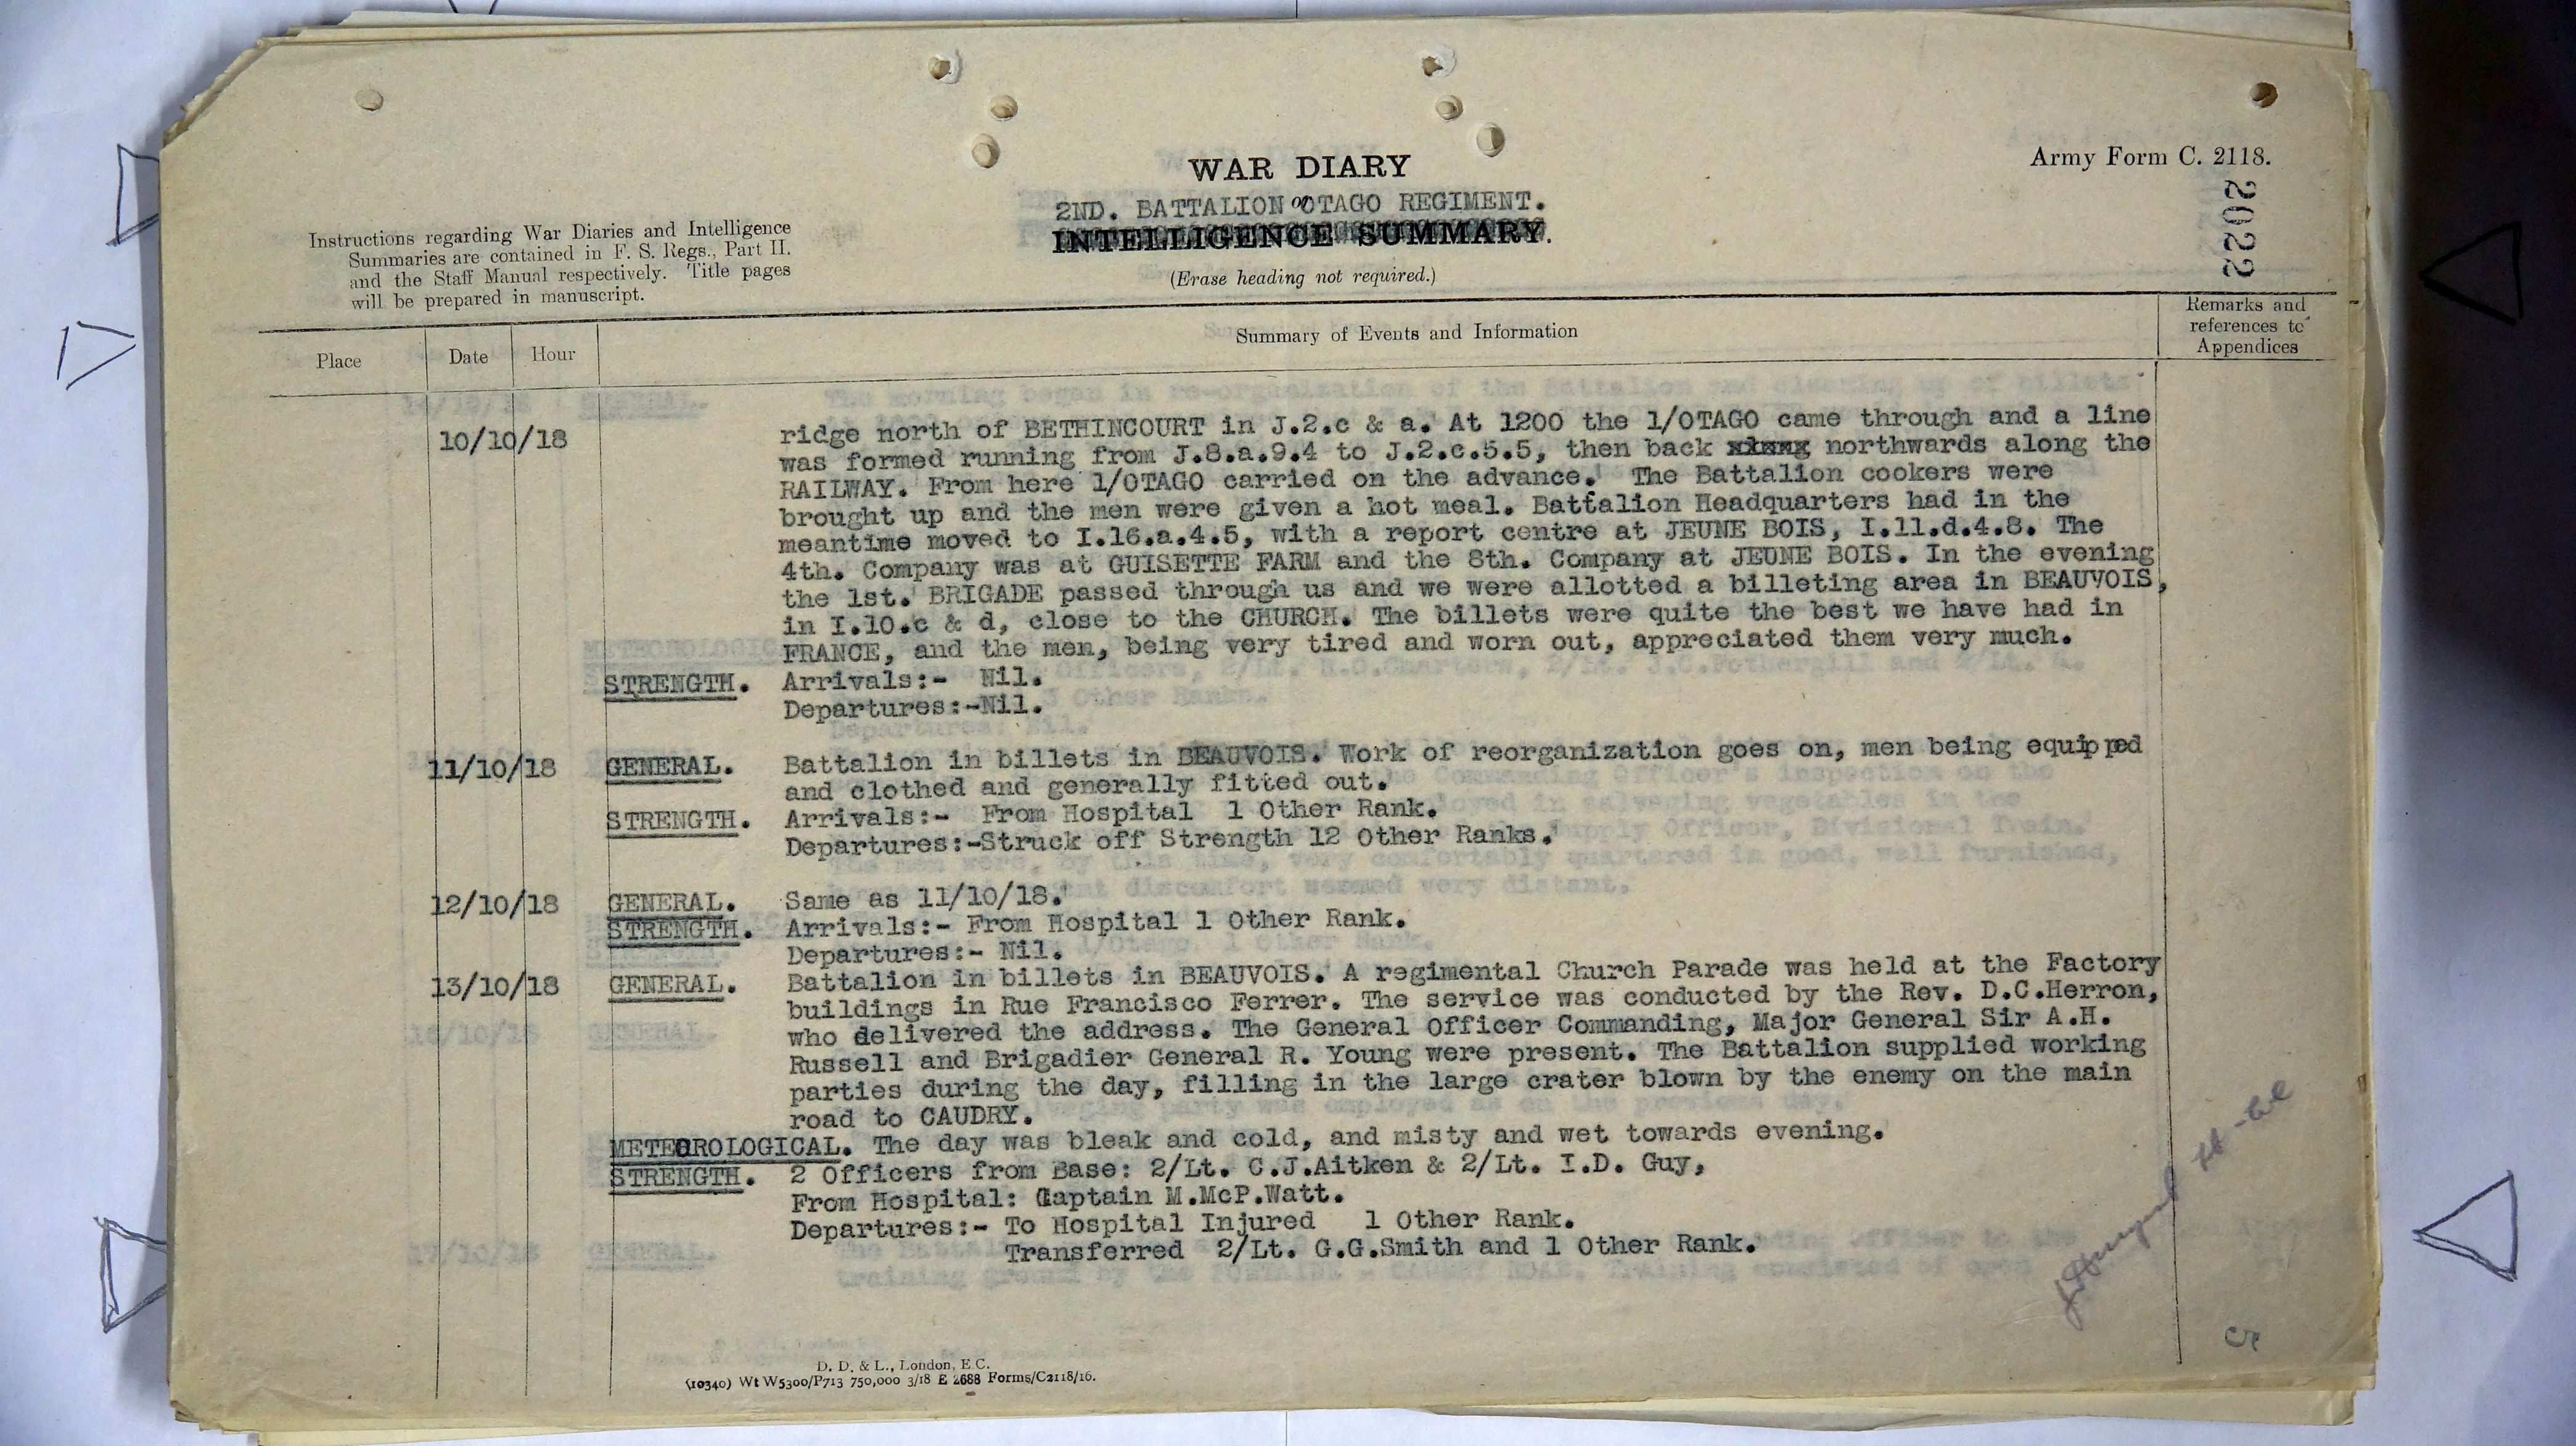 WAR DIARY
2ND. BATTALION OTAGO REGIMENT.
INTELLIGENCE SUMMARY.
(Erase heading not required.)
Army Form C. 2118.
2022
Instructions regarding War Diaries and Intelligence
Summaries are contained in F. S. Regs., Part II.
and the Staff Manual respectively. Title pages
will be prepared in manuscript.
Place
Date
Hour
Summary of Events and Information
Remarks and
references to
Appendices
10/10/18
ridge north of BETHINCOURT in J.2.c & a. At 1200 the 1/OTAGO came through and a line
was formed running from J.8.a.9.4 to J.2.c.5.5, then back northwards along the
RAILWAY. From here 1/OTAGO carried on the advance. The Battalion cookers were
brought up and the men were given a hot meal. Battalion Headquarters had in the
meantime moved to I.16.a.4.5, with a report centre at JEUNE BOIS, I.11.d.4.8. The
4th. Company was at GUISETTE FARM and the 8th. Company at JEUNE BOIS. In the evening
the 1st. BRIGADE passed through us and we were allotted a billeting area in BEAUVOIS,
in I.10.c & d, close to the CHURCH. The billets were quite the best we have had in
FRANCE, and the men, being very tired and worn out, appreciated them very much.
STRENGTH. Arrivals:- Nil.
Departures:-Nil.
11/10/18 GENERAL. Battalion in billets in BEAUVOIS. Work of reorganization goes on, men being equipped
and clothed and generally fitted out.
STRENGTH. Arrivals:- From Hospital 1 Other Rank.
Departures:-Struck off Strength 12 Other Ranks.
12/10/18 GENERAL. Same as 11/10/18.
STRENGTH. Arrivals:- From Hospital 1 Other Rank.
Departures:- Nil.
13/10/18 GENERAL. Battalion in billets in BEAUVOIS. A regimental Church Parade was held at the Factory
buildings in Rue Francisco Ferrer. The service was conducted by the Rev. D.C.Herron,
who delivered the address. The General Officer Commanding, Major General Sir A.H.
Russell and Brigadier General R. Young were present. The Battalion supplied working
parties during the day, filling in the large crater blown by the enemy on the main
road to CAUDRY.
METEOROLOGICAL. The day was bleak and cold, and misty and wet towards evening.
STRENGTH. 2 Officers from Base: 2/Lt. C.J.Aitken & 2/Lt. I.D. Guy,
From Hospital: Captain M.McP.Watt.
Departures:- To Hospital Injured 1 Other Rank.
Transferred 2/Lt. G.G.Smith and 1 Other Rank.
5
D. D. & L., London, E.C.
(10340) Wt W5300/P713 750,000 3/18 E 2688 Forms/C2118/16.